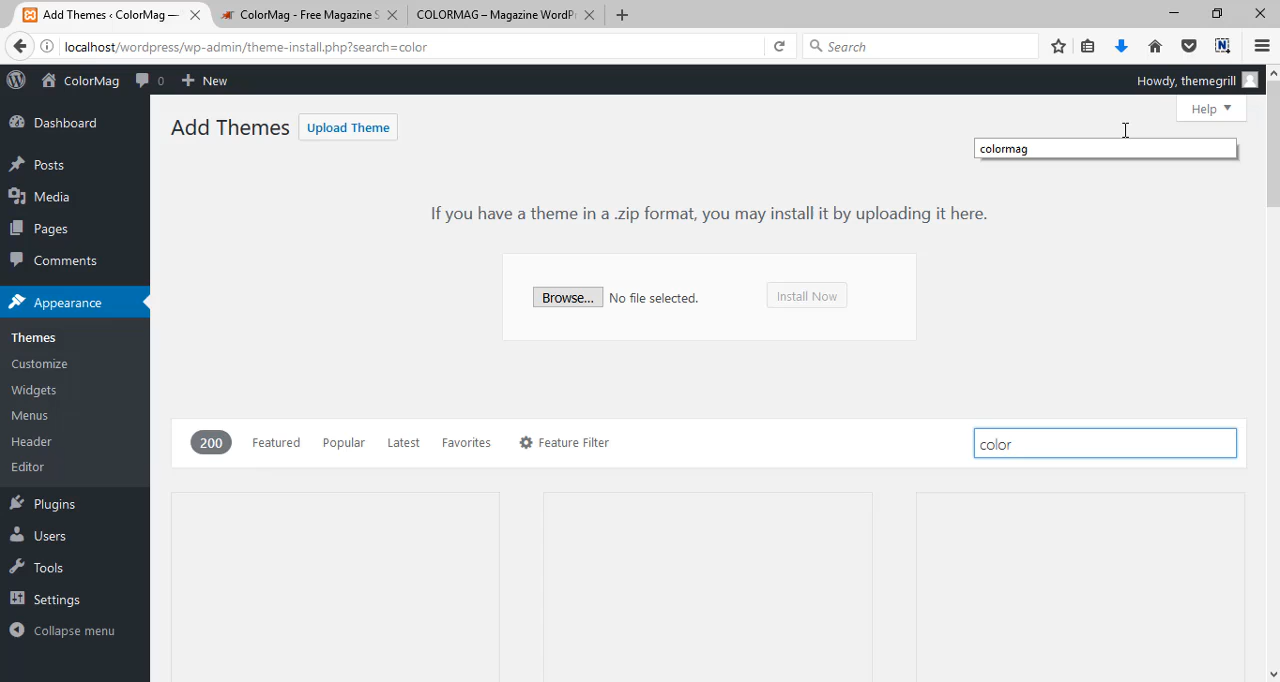 Add Themes ‹ ColorMag —
ColorMag - Free Magazine S
COLORMAG – Magazine WordPr
localhost/wordpress/wp-admin/theme-install.php?search=color
Search
ColorMag
0
New
Howdy, themegrill
Dashboard
Posts
Media
Pages
Comments
Appearance
Themes
Customize
Widgets
Menus
Header
Editor
Plugins
Users
Tools
Settings
Collapse menu
Add Themes
Upload Theme
Help
colormag
If you have a theme in a .zip format, you may install it by uploading it here.
Browse... No file selected.
Install Now
200
Featured
Popular
Latest
Favorites
Feature Filter
color